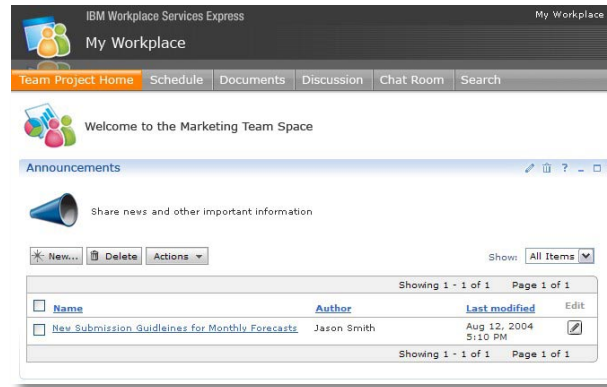 IBM Workplace Services Express
My Workplace
My Workplace
Team Project Home Schedule Documents Discussion Chat Room Search
Welcome to the Marketing Team Space
Announcements ?
Share news and other important information
New... Delete Actions Show: All Items
Showing 1 - 1 of 1 Page 1 of 1
Name Author Last modified Edit
New Submission Guidleines for Monthly Forecasts Jason Smith Aug 12, 2004
5:10 PM
Showing 1 - 1 of 1 Page 1 of 1